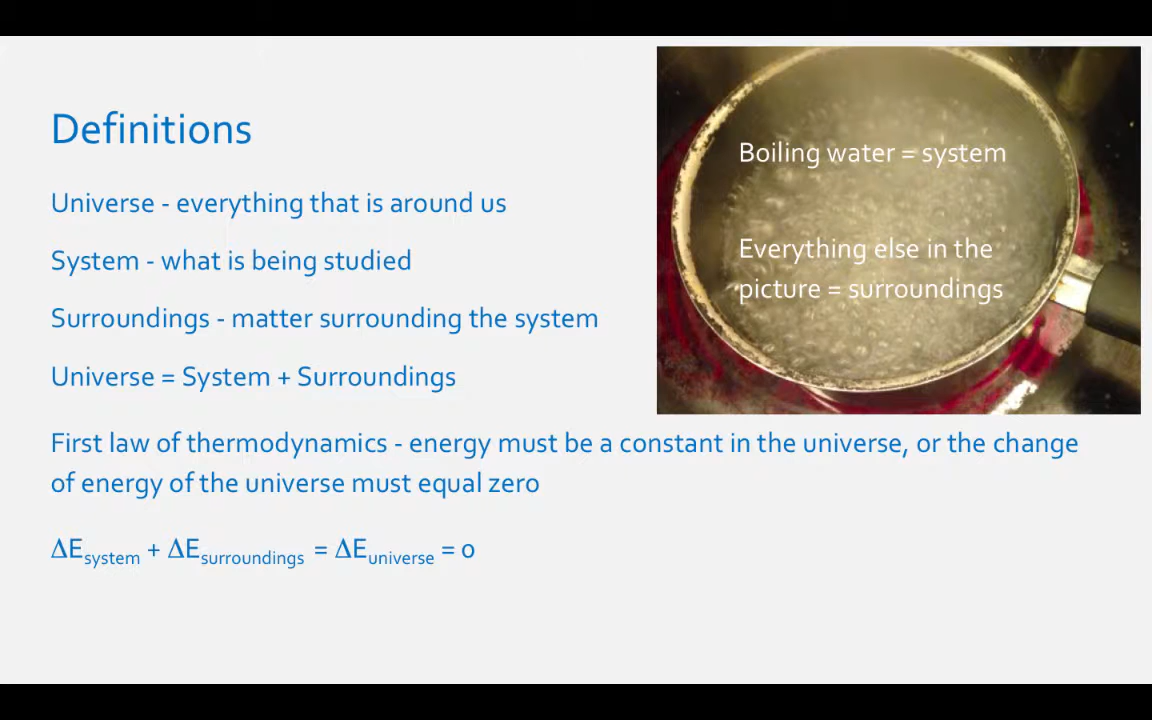 Definitions
Universe - everything that is around us
System - what is being studied
Surroundings - matter surrounding the system
Universe = System + Surroundings
Boiling water = system
Everything else in the
picture = surroundings
First law of thermodynamics - energy must be a constant in the universe, or the change
of energy of the universe must equal zero
ΔEsystem + ΔEsurroundings = ΔEuniverse = 0